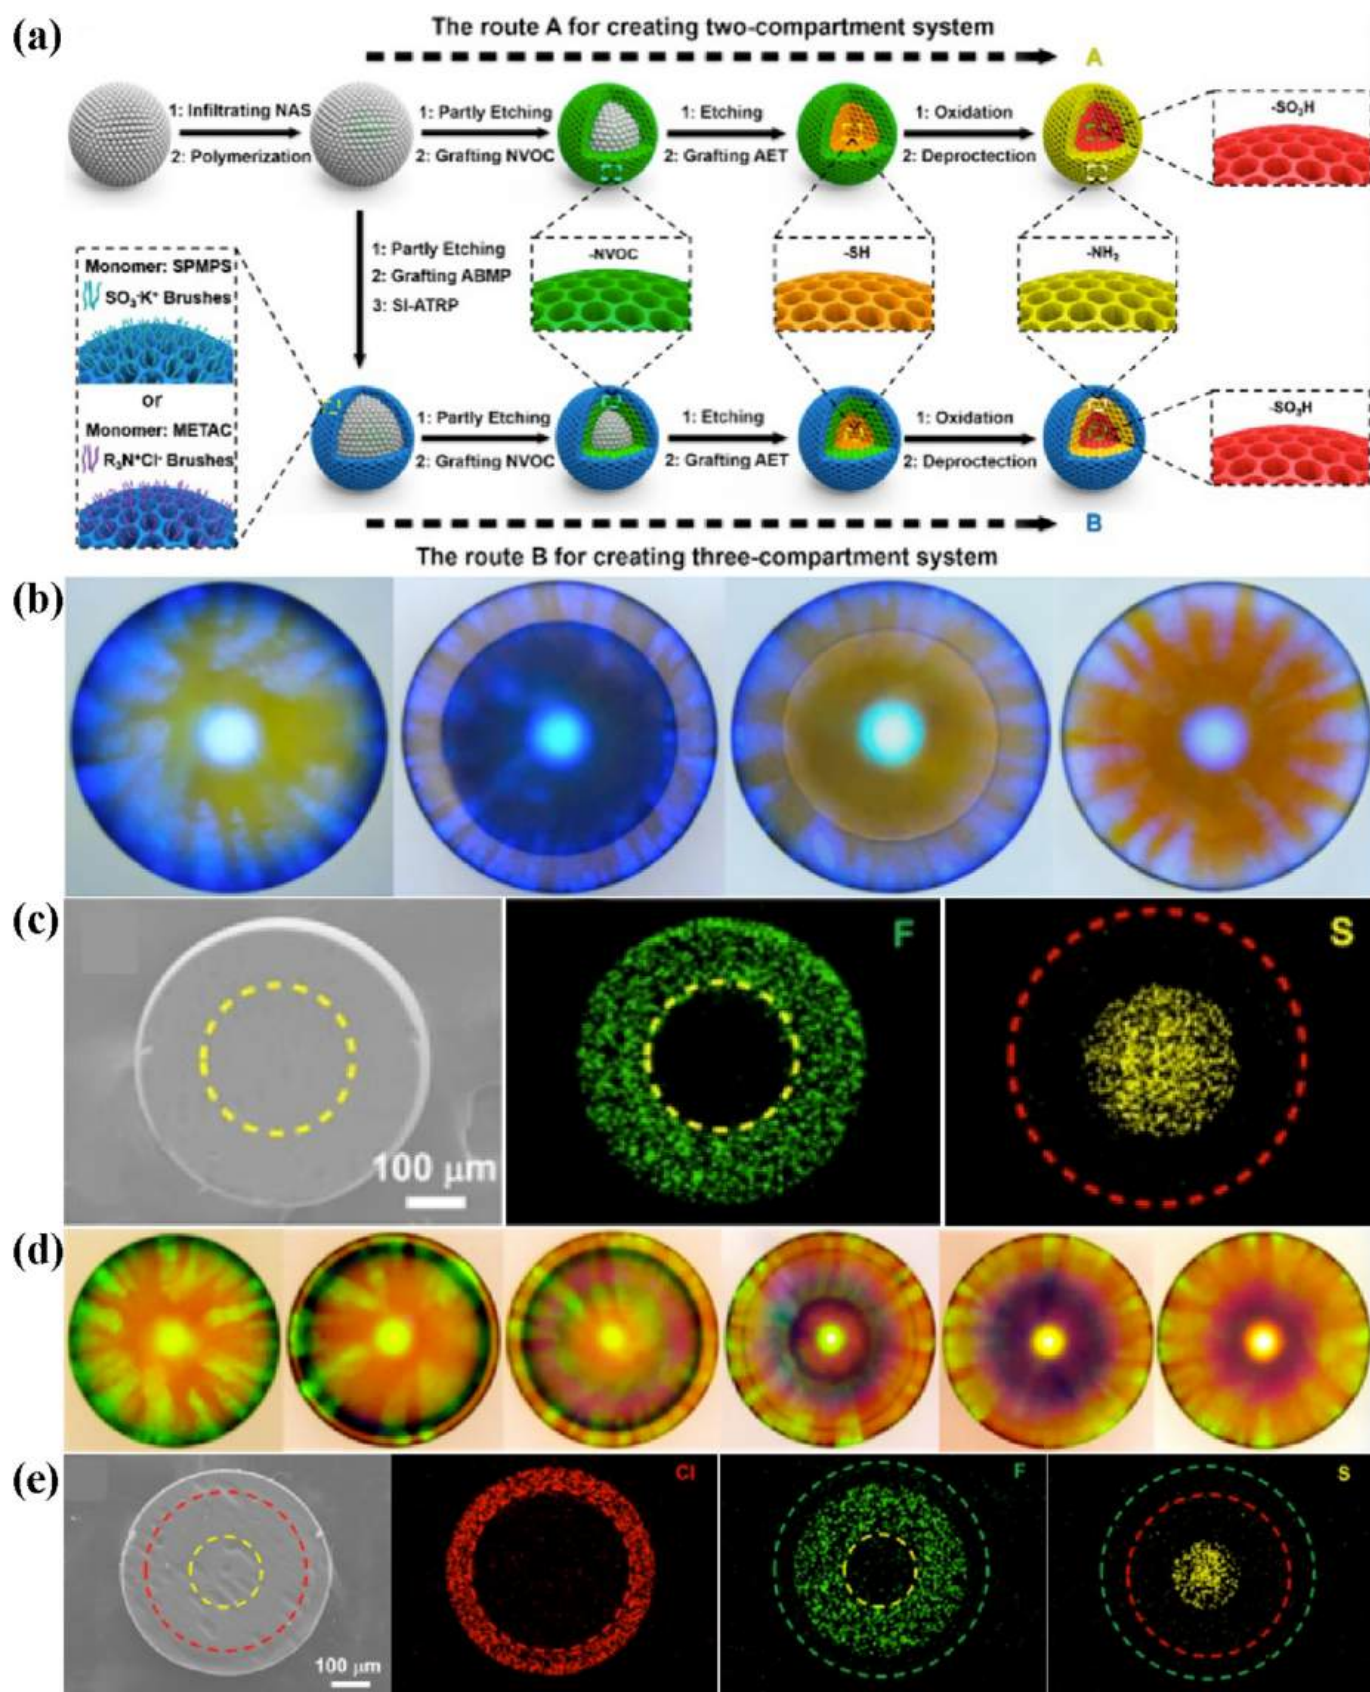 (a)
The route A for creating two-compartment system
A
1: Infiltrating NAS
2: Polymerization
1: Partly Etching
2: Grafting NVOC
1: Etching
2: Grafting AET
1: Oxidation
2: Deproctection
-SO3H
1: Partly Etching
2: Grafting ABMP
3: SI-ATRP
-NVOC
-SH
-NH2
Monomer: SPMPS
SO3-K+ Brushes
or
Monomer: METAC
R3N+Cl- Brushes
1: Partly Etching
2: Grafting NVOC
1: Etching
2: Grafting AET
1: Oxidation
2: Deproctection
-SO3H
B
The route B for creating three-compartment system
(b)
(c)
100 μm
F
S
(d)
(e)
100 μm
Cl
F
S